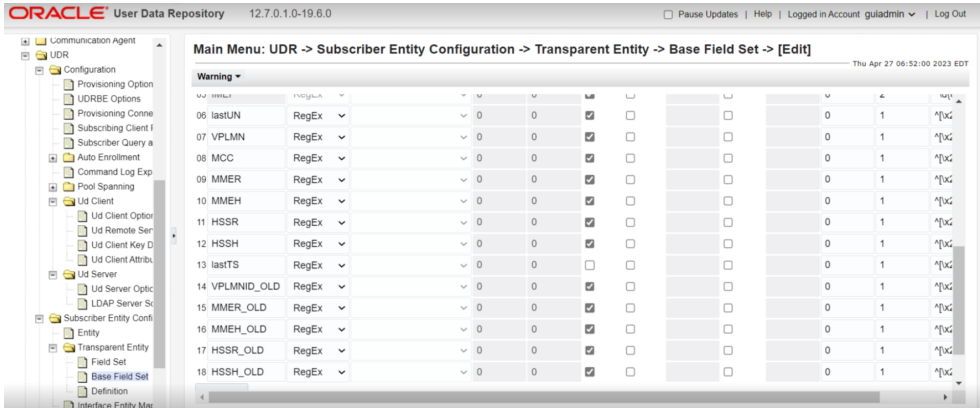 ORACLE® User Data Repository 12.7.0.1.0-19.6.0 Pause Updates | Help | Logged in Account guiadmin | Log Out
Communication Agent
UDR
Configuration
Provisioning Option
UDRBE Options
Provisioning Conne
Subscribing Client
Subscriber Query a
Auto Enrollment
Command Log Exp
Pool Spanning
Ud Client
Ud Client Option
Ud Remote Ser
Ud Client Key D
Ud Client Attribu
Ud Server
Ud Server Optic
LDAP Server Sc
Subscriber Entity Confi
Entity
Transparent Entity
Field Set
Base Field Set
Definition
Interface Entity Mar
Main Menu: UDR -> Subscriber Entity Configuration -> Transparent Entity -> Base Field Set -> [Edit]
Thu Apr 27 06:52:00 2023 EDT
Warning
05 IMEI RegEx 0 0 0 2
06 lastUN RegEx 0 0 0 1 ^[\x2
07 VPLMN RegEx 0 0 0 1 ^[\x2
08 MCC RegEx 0 0 0 1 ^[\x2
09 MMER RegEx 0 0 0 1 ^[\x2
10 MMEH RegEx 0 0 0 1 ^[\x2
11 HSSR RegEx 0 0 0 1 ^[\x2
12 HSSH RegEx 0 0 0 1 ^[\x2
13 lastTS RegEx 0 0 0 1 ^[\x2
14 VPLMNID_OLD RegEx 0 0 0 1 ^[\x2
15 MMER_OLD RegEx 0 0 0 1 ^[\x2
16 MMEH_OLD RegEx 0 0 0 1 ^[\x2
17 HSSR_OLD RegEx 0 0 0 1 ^[\x2
18 HSSH_OLD RegEx 0 0 0 1 ^[\x2